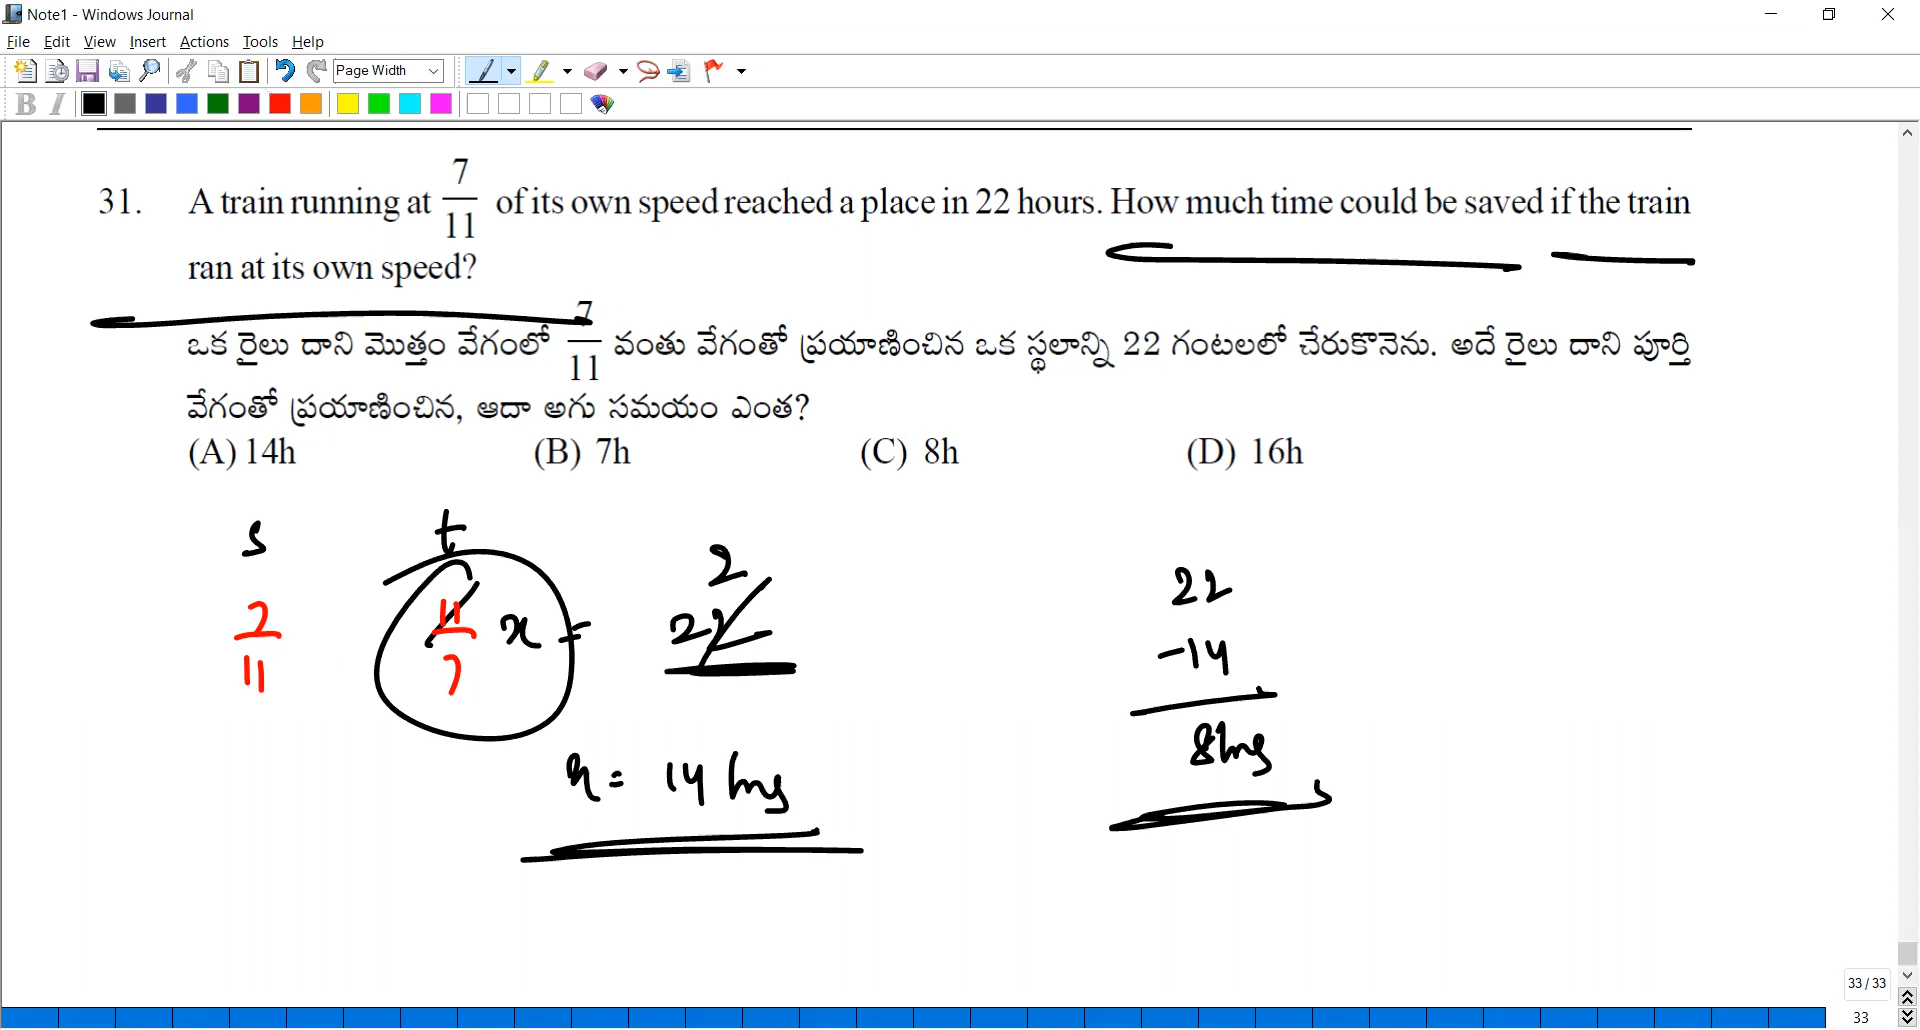 Note1 - Windows Journal
File Edit View Insert Actions Tools Help
Page Width
B I
31. A train running at 7/11 of its own speed reached a place in 22 hours. How much time could be saved if the train
ran at its own speed?
ఒక రైలు దాని మొత్తం వేగంలో 7/11 వంతు వేగంతో ప్రయాణించిన ఒక స్థలాన్ని 22 గంటలలో చేరుకొనెను. అదే రైలు దాని పూర్తి
వేగంతో ప్రయాణించిన, ఆదా అగు సమయం ఎంత?
(A) 14h (B) 7h (C) 8h (D) 16h
s t
2
7/11 11/7 x = 22
22
-14
8hrs
x = 14 hrs
33 / 33
33